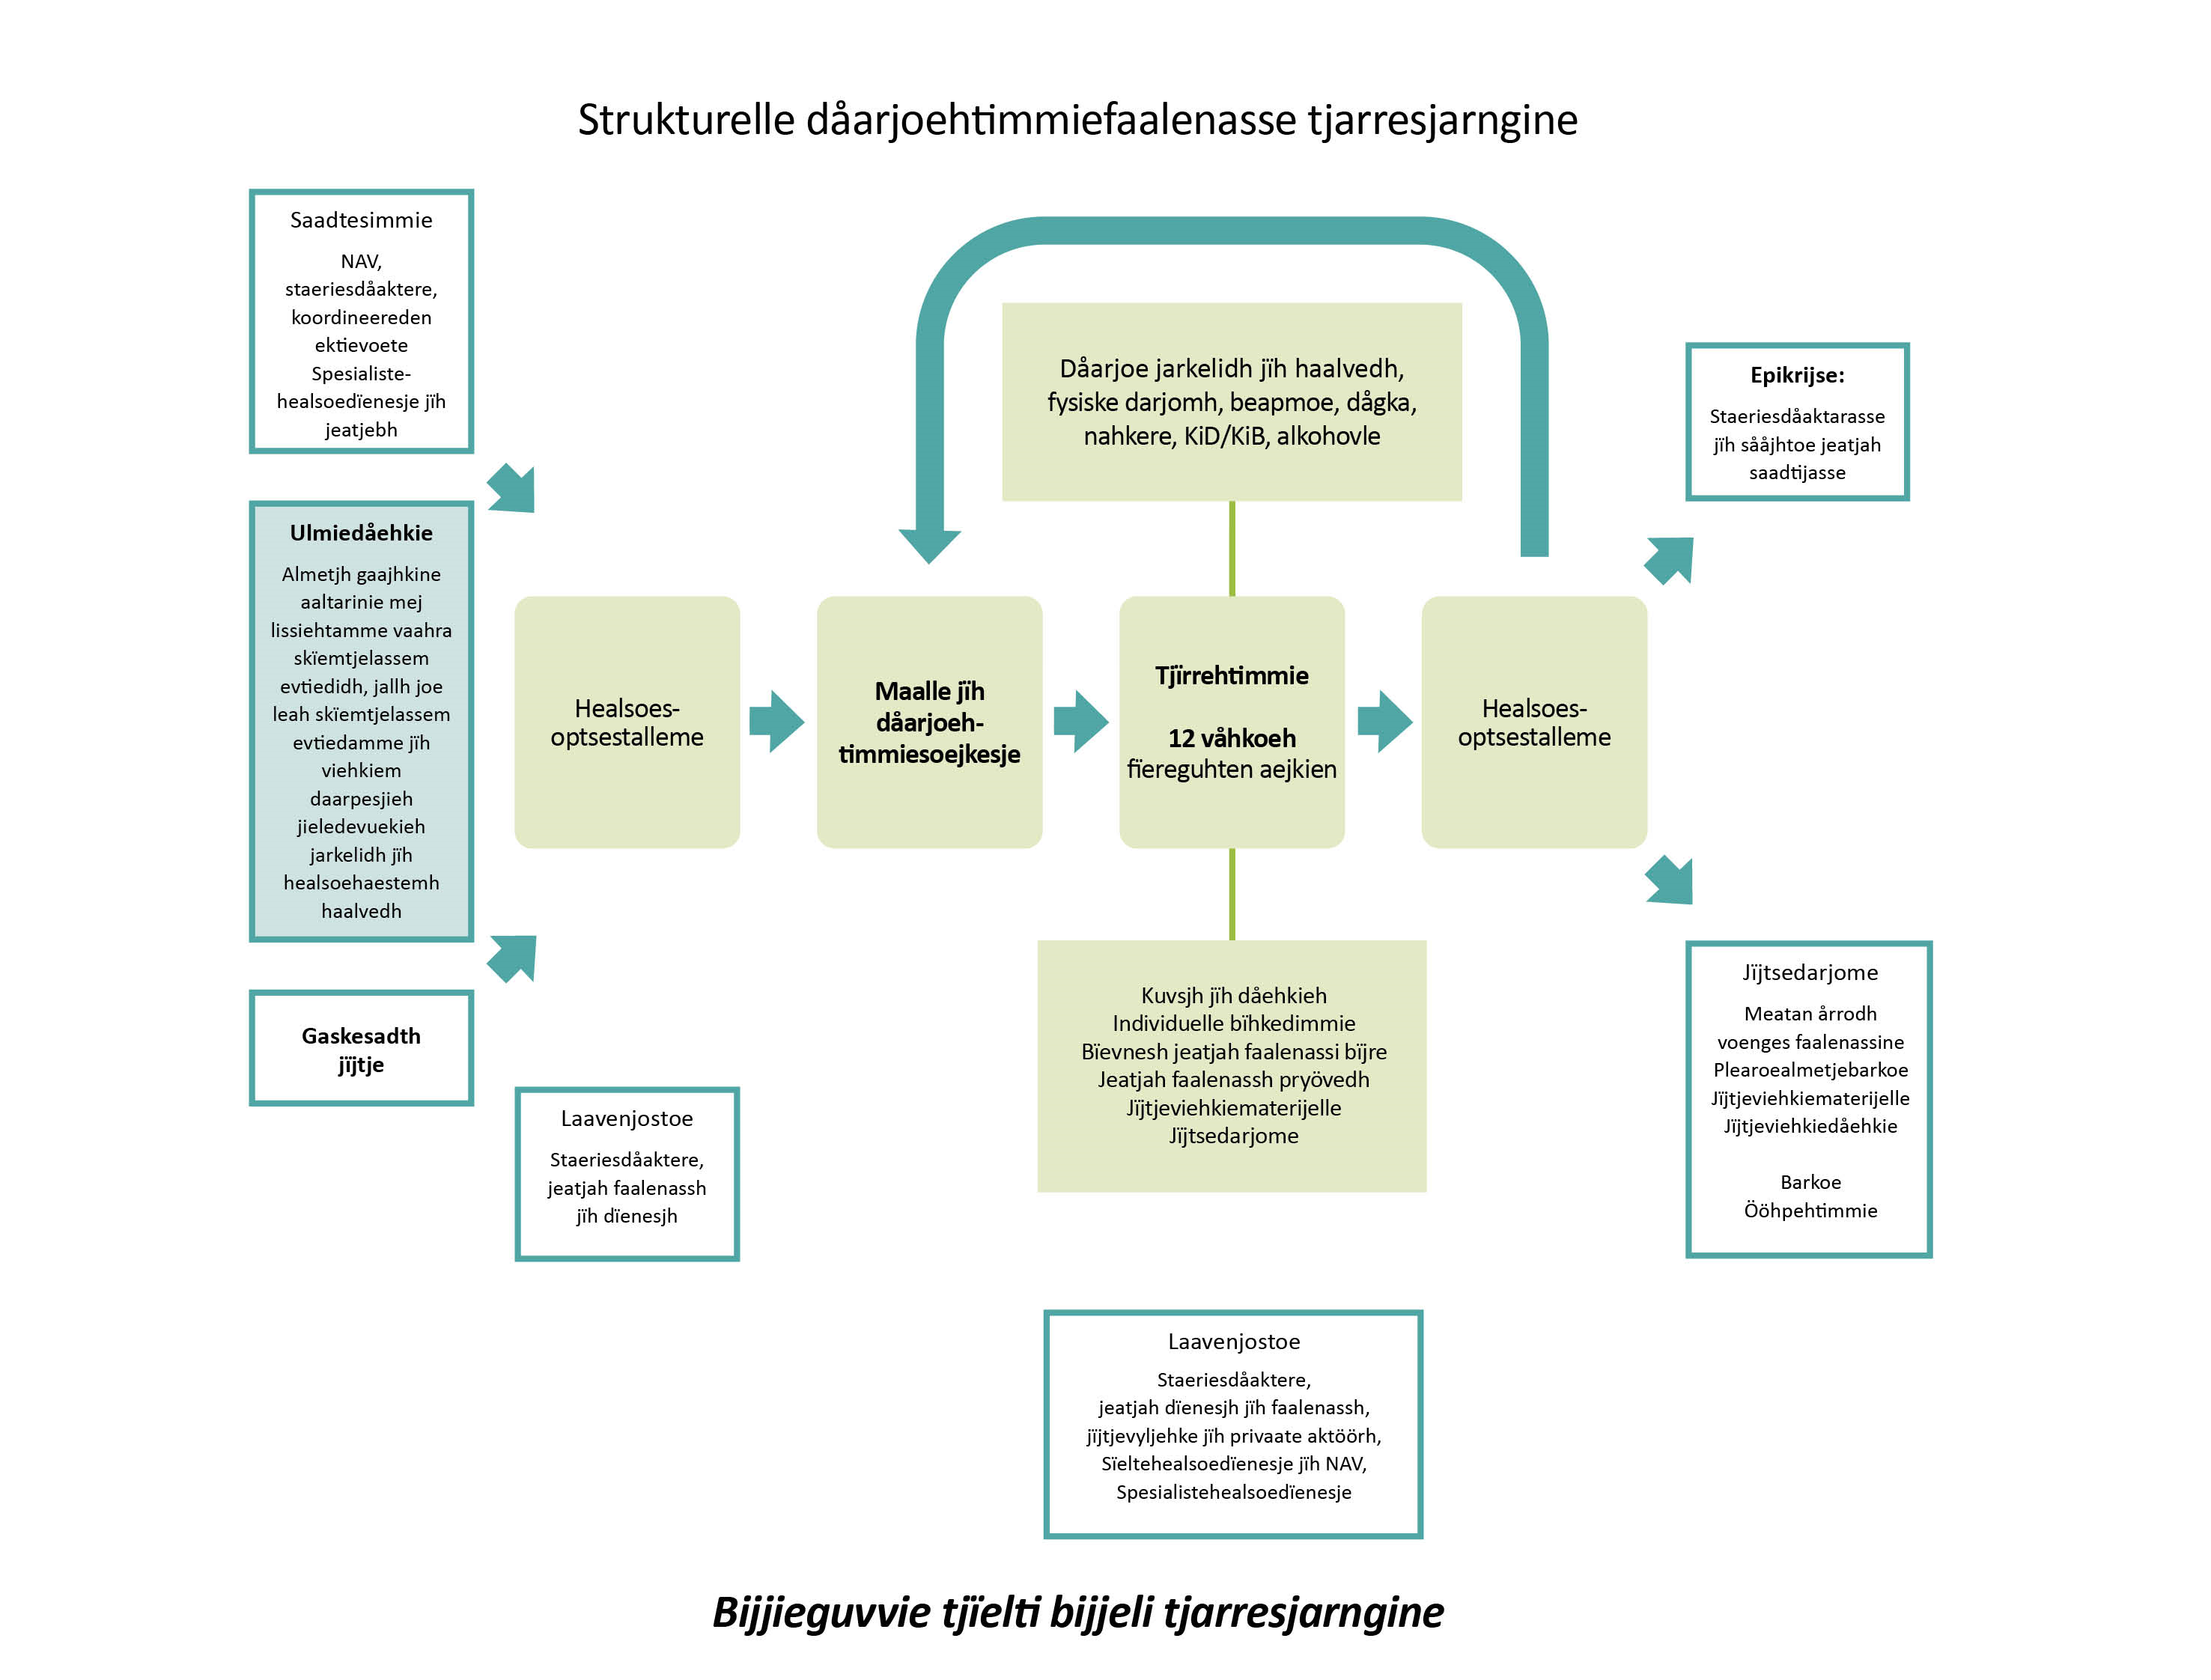 Strukturelle dåarjoehtimmiefaalenasse tjarresjarngine
Saadtesimmie
NAV,
staeriesdåaktere,
koordineereden
ektievoete
Spesialiste-
healsoedïenesje jïh
jeatjebh
Ulmiedåehkie
Almetjh gaajhkine
aaltarinie mej
lissiehtamme vaahra
skïemtjelassem
evtiedidh, jallh joe
leah skïemtjelassem
evtiedamme jïh
viehkiem
daarpesjieh
jieledevuekieh
jarkelidh jïh
healsoehaestemh
haalvedh
Gaskesadth
jïjtje
Healsoes-
optsestalleme
Laavenjostoe
Staeriesdåaktere,
jeatjah faalenassh
jïh dïenesjh
Maalle jïh
dåarjoeh-
timmiesoejkesje
Dåarjoe jarkelidh jïh haalvedh,
fysiske darjomh, beapmoe, dågka,
nahkere, KiD/KiB, alkohovle
Tjïrrehtimmie
12 våhkoeh
fïereguhten aejkien
Kuvsjh jïh dåehkieh
Individuelle bïhkedimmie
Bïevnesh jeatjah faalenassi bïjre
Jeatjah faalenassh pryövedh
Jïjtjeviehkiematerijelle
Jïjtsedarjome
Laavenjostoe
Staeriesdåaktere,
jeatjah dïenesjh jïh faalenassh,
jïjtjevyljehke jïh privaate aktöörh,
Sïeltehealsoedïenesje jïh NAV,
Spesialistehealsoedïenesje
Healsoes-
optsestalleme
Epikrijse:
Staeriesdåaktarasse
jïh sååjhtoe jeatjah
saadtijasse
Jïjtsedarjome
Meatan årrodh
voenges faalenassine
Plearoealmetjebarkoe
Jïjtjeviehkiematerijelle
Jïjtjeviehkiedåehkie
Barkoe
Ööhpehtimmie
Bijjieguvvie tjïelti bijjeli tjarresjarngine